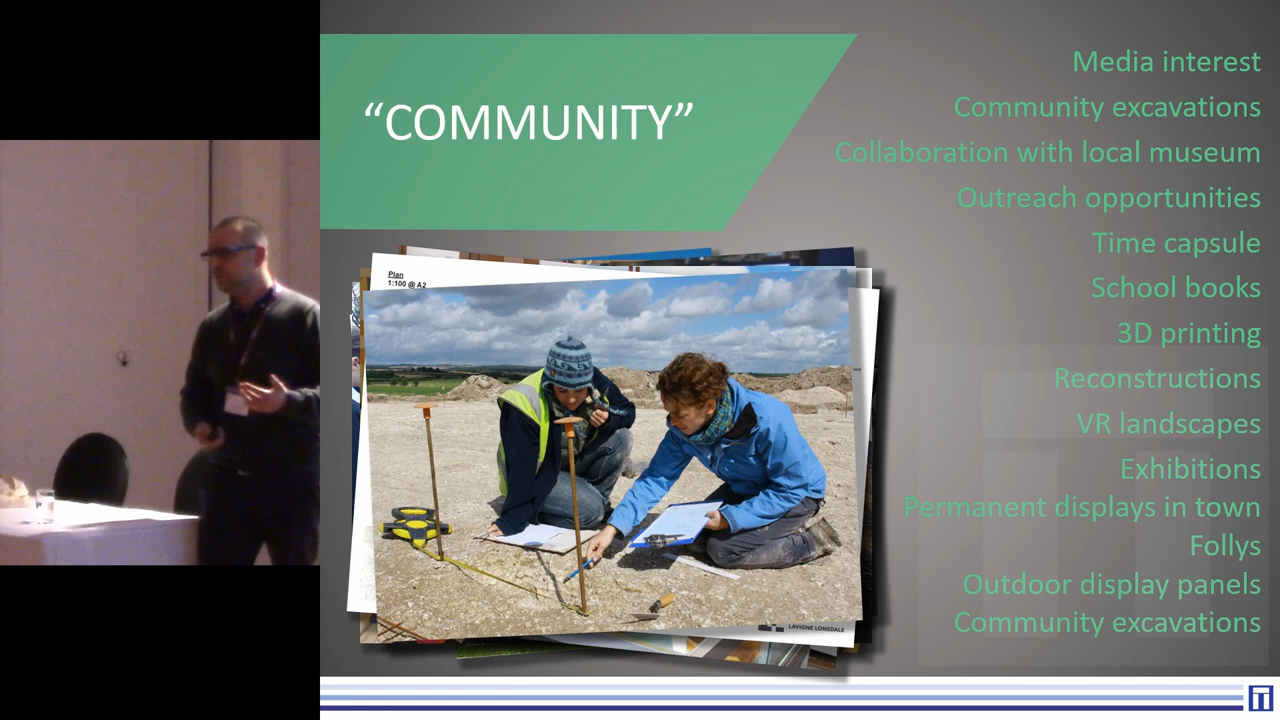 “COMMUNITY”
Media interest
Community excavations
Collaboration with local museum
Outreach opportunities
Time capsule
School books
3D printing
Reconstructions
VR landscapes
Exhibitions
Permanent displays in town
Follys
Outdoor display panels
Community excavations
Plan
1:100 @ A2
LAVIGNE LONSDALE